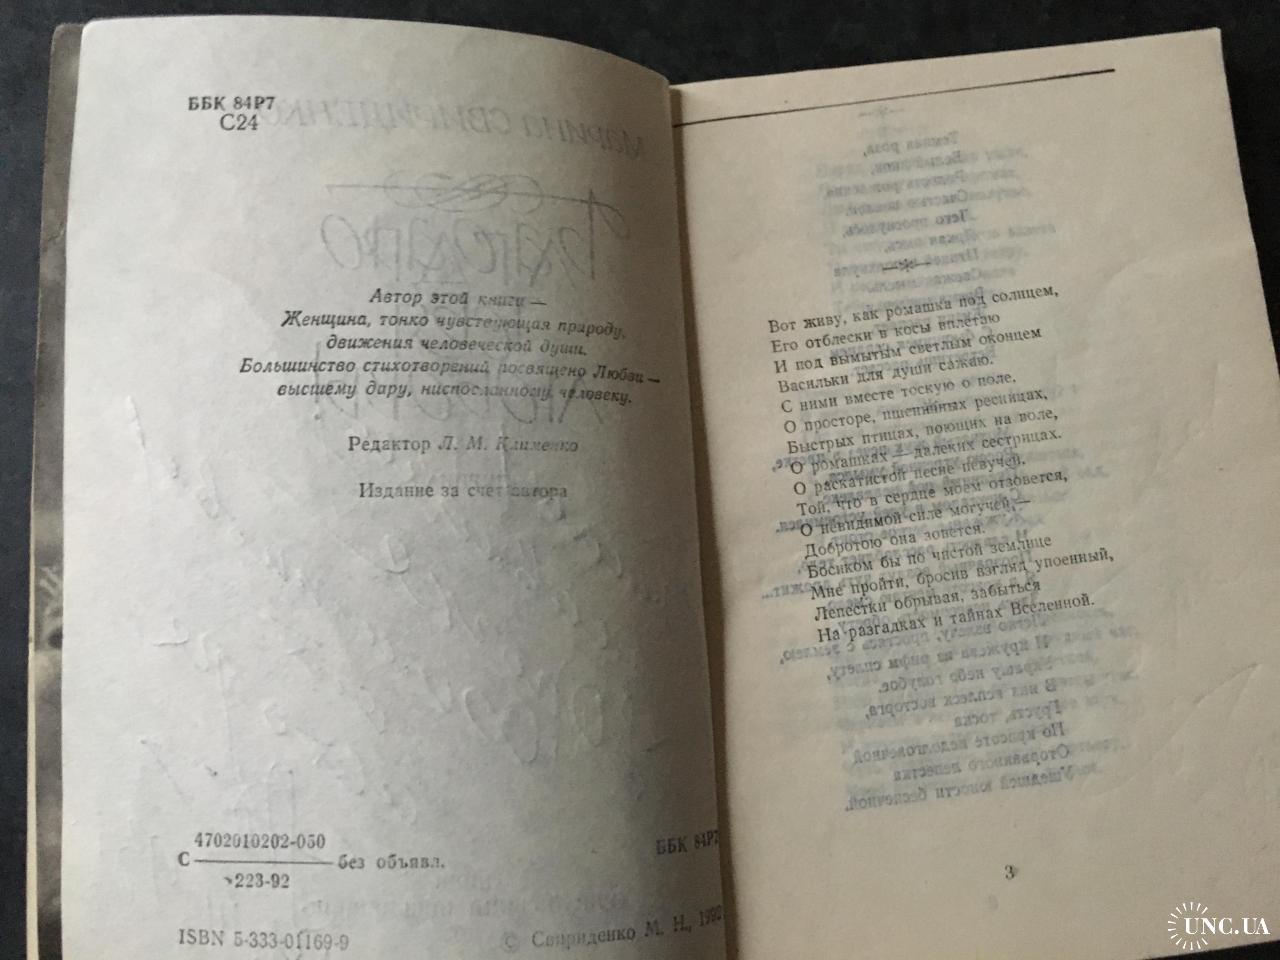 ББК 84Р7
С24
Автор этой книги —
Женщина, тонко чувствующая природу,
движения человеческой души.
Большинство стихотворений посвящено Любви —
высшему дару, ниспосланному человеку.
Редактор Л. М. Клименко
Издание за счет автора
4702010202-050
С ——— без объявл.
223-92
ББК 84Р7
ISBN 5-333-01169-9
© Свириденко М. Н., 1992
Вот живу, как ромашка под солнцем,
Его отблески в косы вплетаю
И под вымытым светлым оконцем
Васильки для души сажаю.
С ними вместе тоскую о поле,
О просторе, пшеничных ресницах,
Быстрых птицах, поющих на воле,
О ромашках — далеких сестрицах.
О раскатистой песне певучей,
Той, что в сердце моем отзовется,
О невидимой силе могучей,—
Добротою она зовется.
Босиком бы по чистой землице
Мне пройти, бросив взгляд упоенный,
Лепестки обрывая, забыться
На разгадках и тайнах Вселенной.
3
UNC.UA